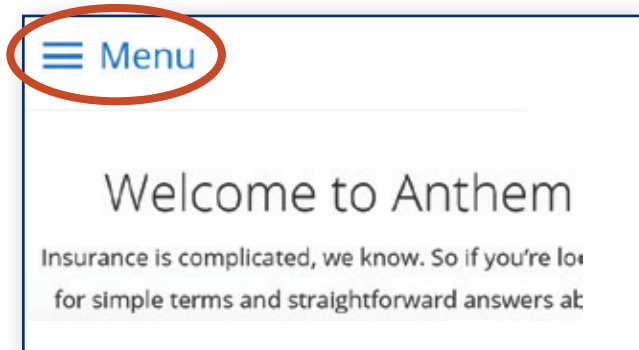 Menu
Welcome to Anthem
Insurance is complicated, we know. So if you're
for simple terms and straightforward answers